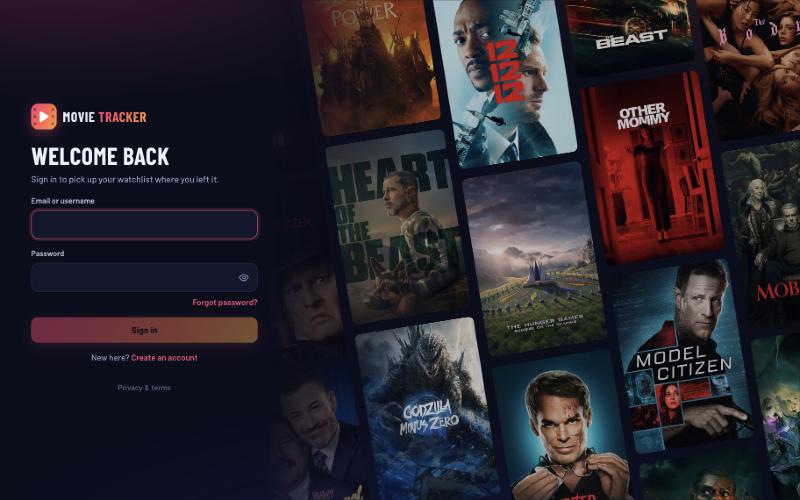 MOVIE TRACKER
WELCOME BACK
Sign in to pick up your watchlist where you left it.
Email or username
Password
Forgot password?
Sign in
New here? Create an account
Privacy & terms
POWER
12
12
12
BEAST
The
OTHER
MOMMY
HEART
OF
THE
BEAST
THE HUNGER GAMES
MODEL
CITIZEN
GODZILLA
MINUS ZERO